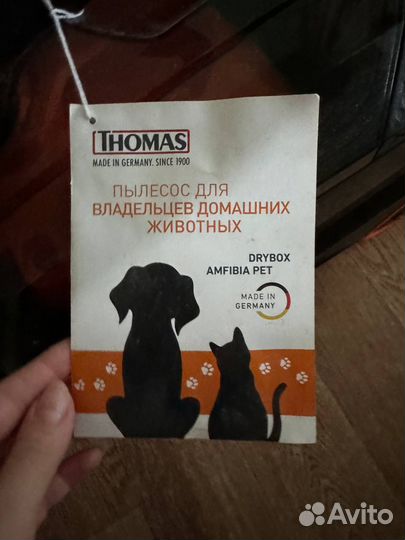 THOMAS
MADE IN GERMANY. SINCE 1900
ПЫЛЕСОС ДЛЯ
ВЛАДЕЛЬЦЕВ ДОМАШНИХ
ЖИВОТНЫХ
DRYBOX
AMFIBIA PET
MADE IN
GERMANY
Avito